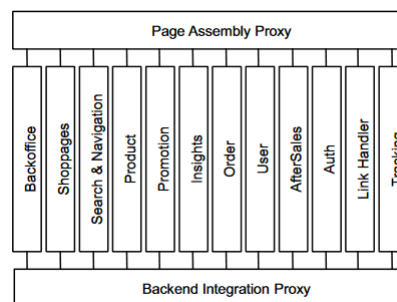 Page Assembly Proxy
Backoffice
Shoppages
Search & Navigation
Product
Promotion
Insights
Order
User
AfterSales
Auth
Link Handler
Tracking
Backend Integration Proxy